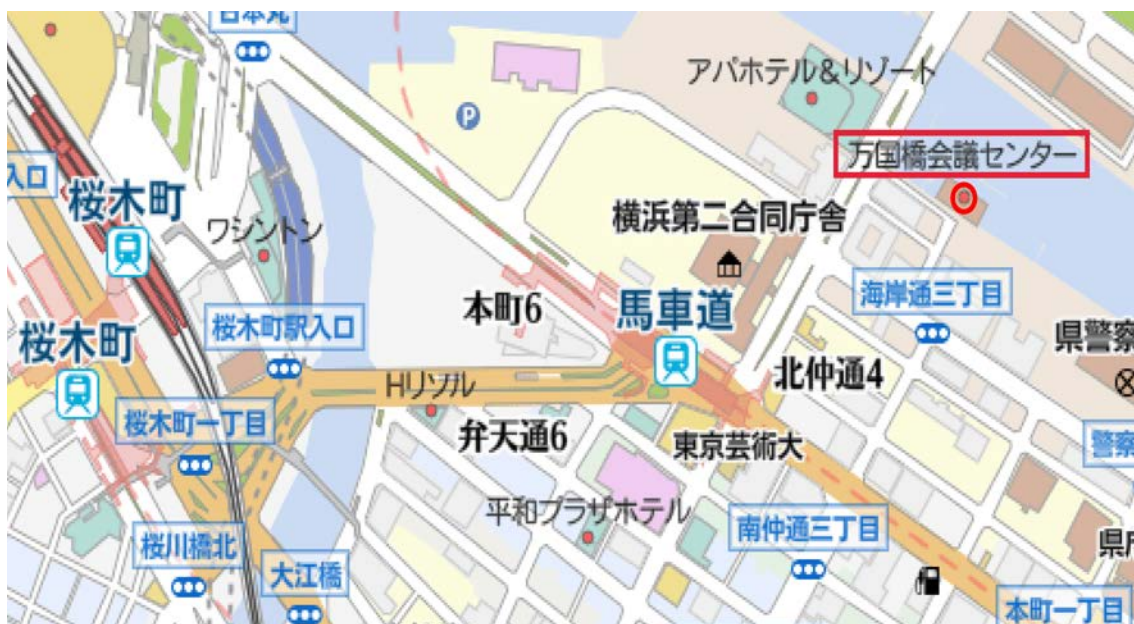 日本丸
アパホテル&リゾート
万国橋会議センター
入口
桜木町
ワシントン
横浜第二合同庁舎
P
海岸通三丁目
本町6
馬車道
桜木町駅入口
桜木町
県警察
北仲通4
Hリソル
桜木町一丁目
弁天通6
東京芸術大
警察
平和プラザホテル
南仲通三丁目
桜川橋北
大江橋
県庁
本町一丁目